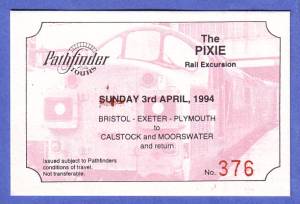 Pathfinder
TOURS
The
PIXIE
Rail Excursion
SUNDAY 3rd APRIL, 1994
BRISTOL - EXETER - PLYMOUTH
to
CALSTOCK and MOORSWATER
and return
Issued subject to Pathfinders
conditions of travel.
Not transferable.
No. 376